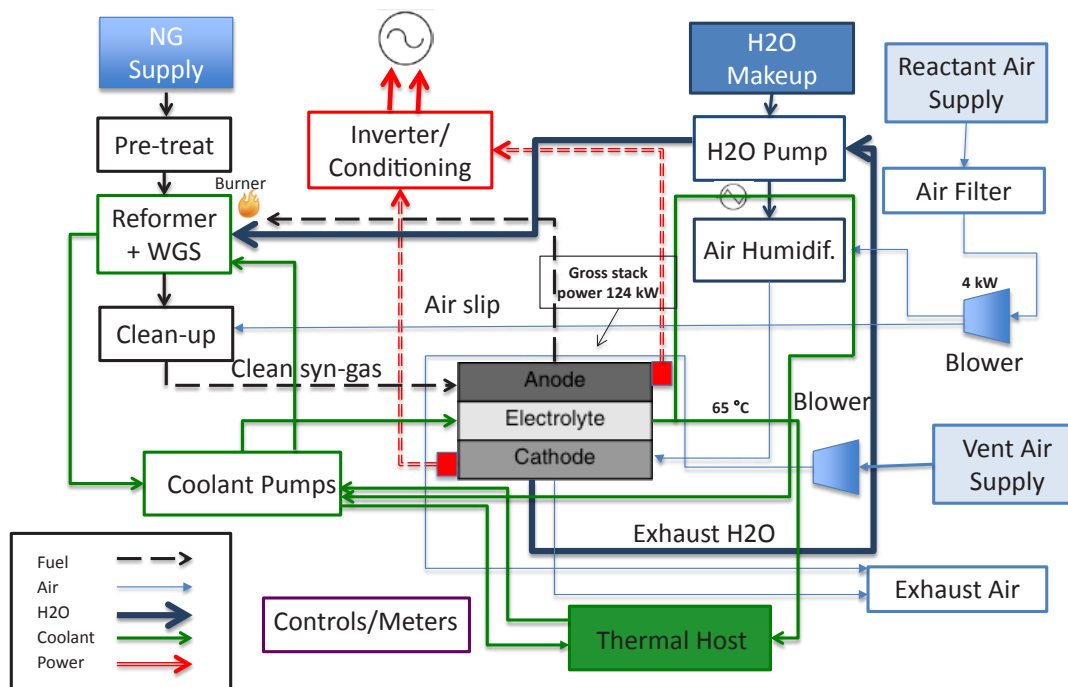 NG
Supply
H2O
Makeup
Reactant Air
Supply
Pre-treat
Inverter/
Conditioning
H2O Pump
Air Filter
Burner
Reformer
+ WGS
Air Humidif.
Gross stack
power 124 kW
4 kW
Air slip
Clean-up
Blower
Clean syn-gas
Anode
Electrolyte
Cathode
65 °C
Blower
Vent Air
Supply
Coolant Pumps
Exhaust H2O
Fuel
Air
H2O
Coolant
Power
Exhaust Air
Controls/Meters
Thermal Host